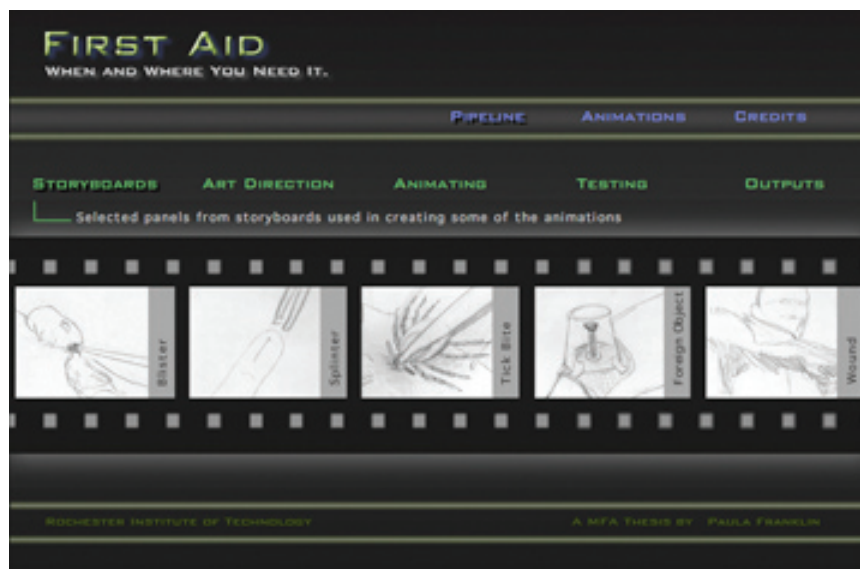 First Aid
When and Where You Need It.
Pipeline Animations Credits
Storyboards Art Direction Animating Testing Outputs
Selected panels from storyboards used in creating some of the animations
Blister
Splinter
Tick Bite
Foregn Object
Wound
Rochester Institute of Technology A MFA Thesis by Paula Franklin